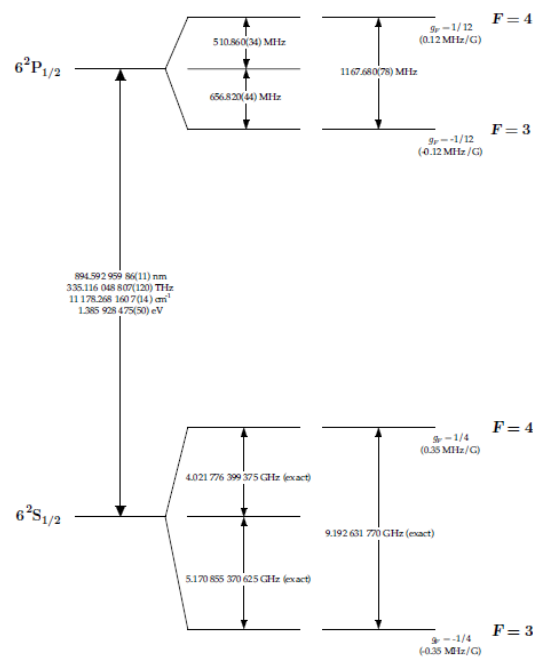 F = 4
g_F = 1/12
(0.12 MHz/G)
510.860(34) MHz
6²P₁/₂
1167.680(78) MHz
656.820(44) MHz
F = 3
g_F = -1/12
(-0.12 MHz/G)
894.592 959 86(11) nm
335.116 048 807(120) THz
11 178.268 160 7(14) cm⁻¹
1.385 928 475(50) eV
F = 4
g_F = 1/4
(0.35 MHz/G)
4.021 776 399 375 GHz (exact)
6²S₁/₂
9.192 631 770 GHz (exact)
5.170 855 370 625 GHz (exact)
F = 3
g_F = -1/4
(-0.35 MHz/G)